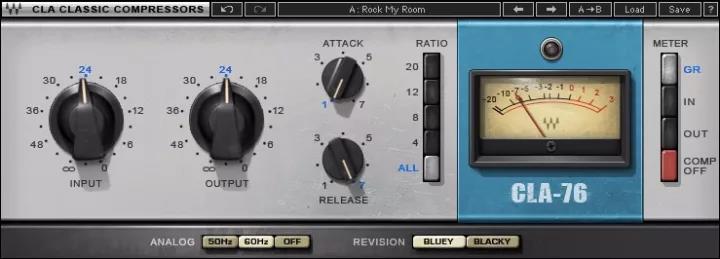 CLA CLASSIC COMPRESSORS
A: Rock My Room
A→B
Load
Save
?
24
30
18
36
12
48
6
∞
0
INPUT
24
30
18
36
12
48
6
∞
0
OUTPUT
ATTACK
3
5
1
7
3
5
1
7
RELEASE
RATIO
20
12
8
4
ALL
-20 -10 -7 -5 -3 -2 -1 0 1 2 3
CLA-76
METER
GR
IN
OUT
COMP
OFF
ANALOG 50Hz 60Hz OFF REVISION BLUEY BLACKY